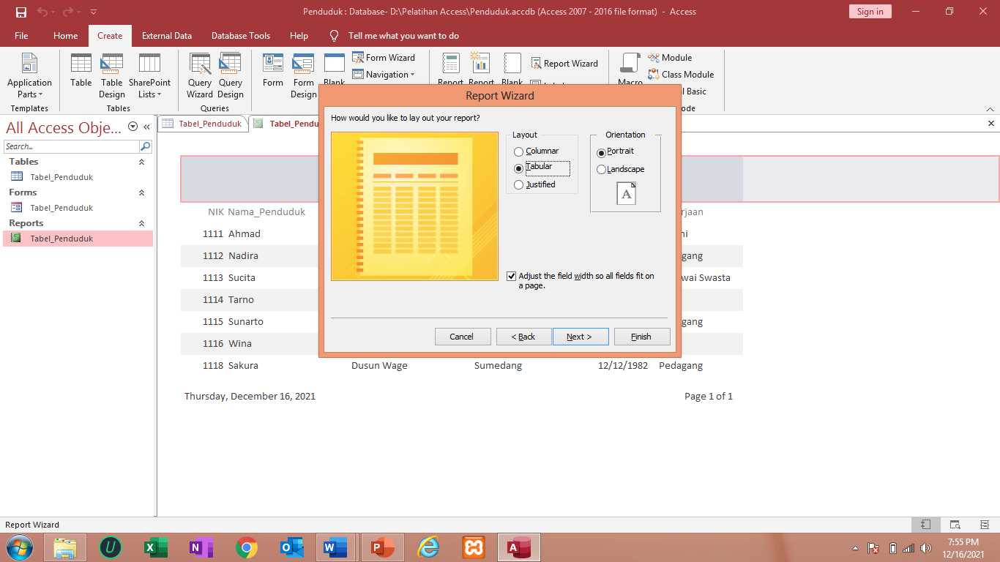 Penduduk : Database- D:\Pelatihan Access\Penduduk.accdb (Access 2007 - 2016 file format) - Access
Sign in
File Home Create External Data Database Tools Help Tell me what you want to do
Application Parts
Table
Table Design
SharePoint Lists
Query Wizard
Query Design
Form
Form Design
Blank
Form Wizard
Navigation
Report
Report
Blank
Report Wizard
Macro
Module
Class Module
Basic
Templates Tables Queries
All Access Obje...
Search...
Tables
Tabel_Penduduk
Forms
Tabel_Penduduk
Reports
Tabel_Penduduk
Tabel_Penduduk Tabel_Pendu
Report Wizard
How would you like to lay out your report?
Layout
Columnar
Tabular
Justified
Orientation
Portrait
Landscape
A
Adjust the field width so all fields fit on
a page.
Cancel < Back Next > Finish
NIK Nama_Penduduk rjaan
1111 Ahmad ni
1112 Nadira gang
1113 Sucita wai Swasta
1114 Tarno
1115 Sunarto gang
1116 Wina
1118 Sakura Dusun Wage Sumedang 12/12/1982 Pedagang
Thursday, December 16, 2021 Page 1 of 1
Report Wizard
7:55 PM
12/16/2021